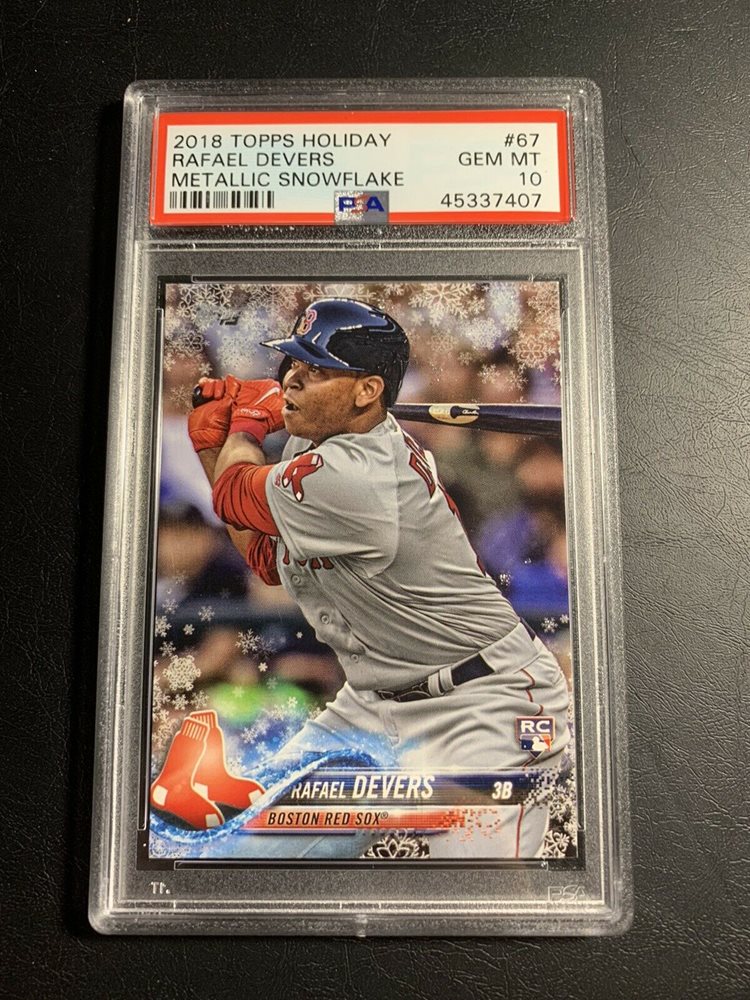 2018 TOPPS HOLIDAY #67
RAFAEL DEVERS GEM MT
METALLIC SNOWFLAKE 10
PSA 45337407
B
RC
RAFAEL DEVERS 3B
BOSTON RED SOX®
PSA